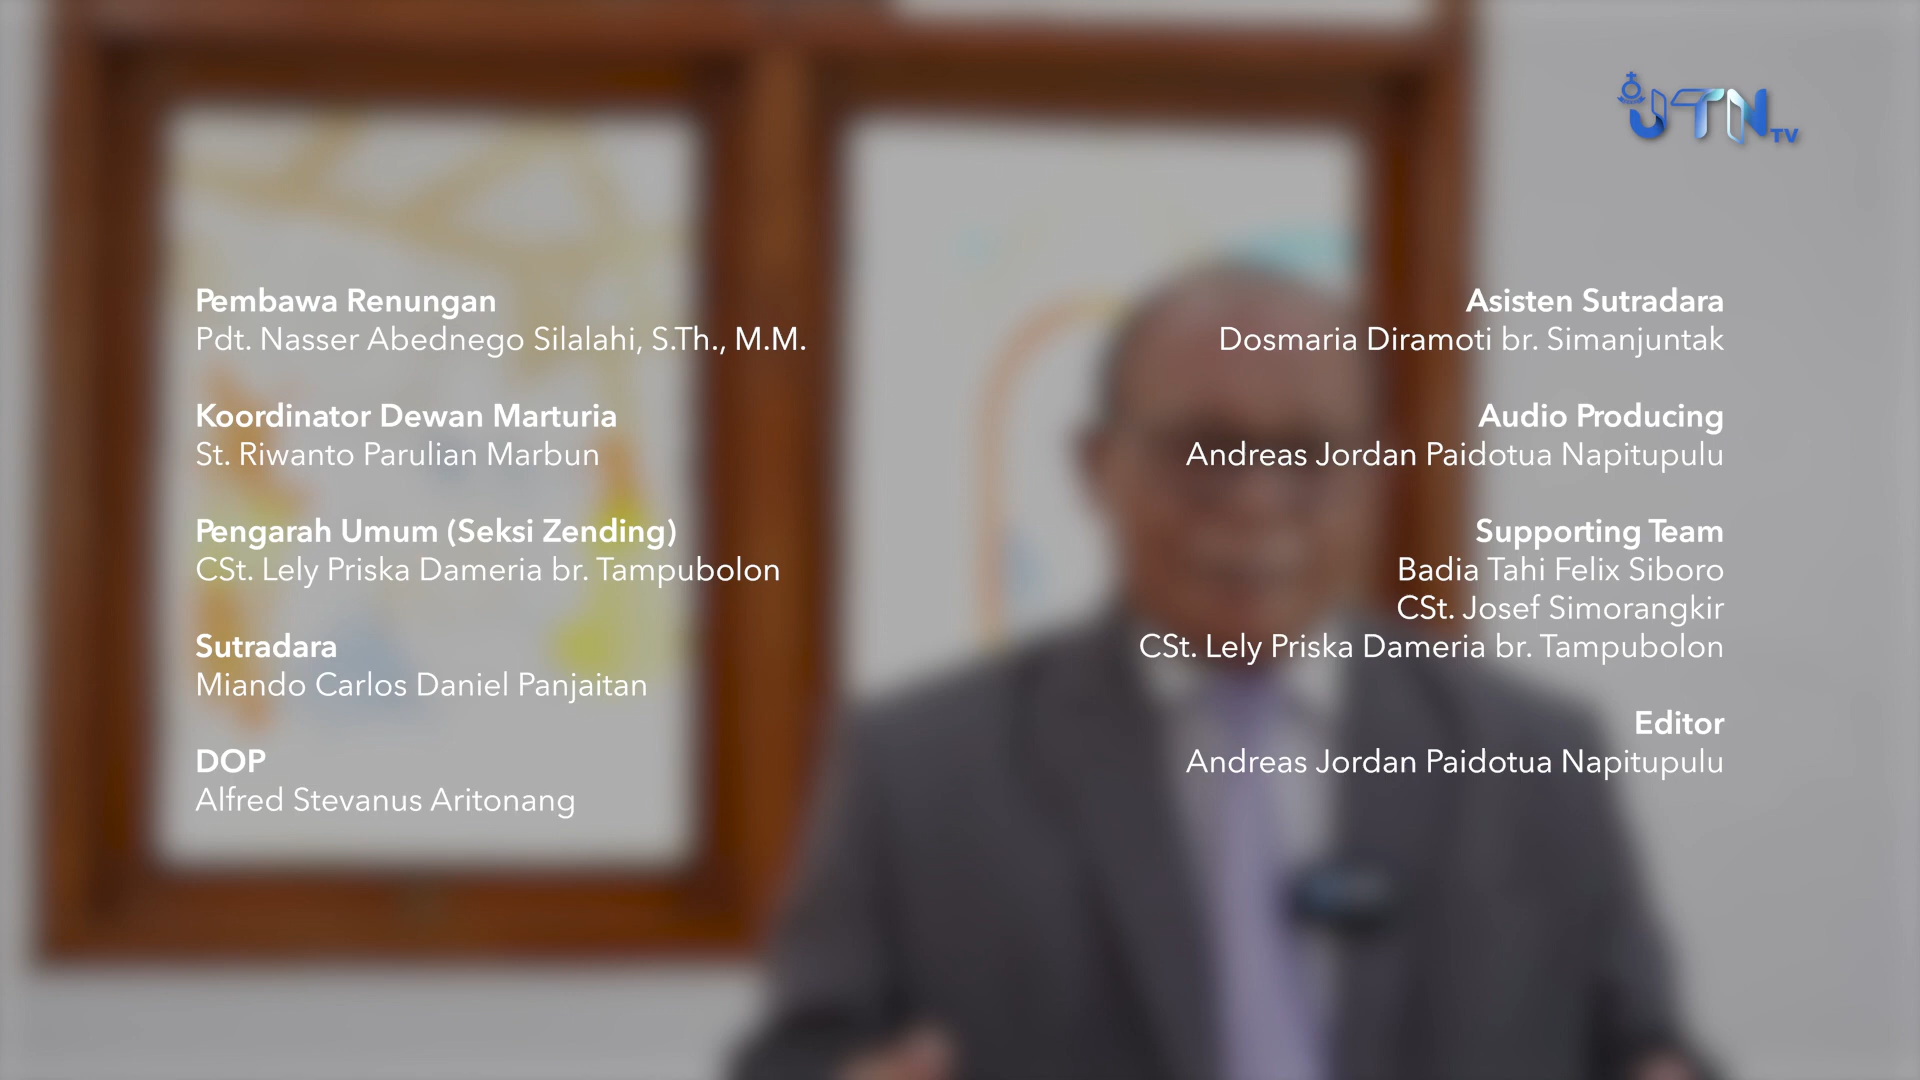 UTN TV
Pembawa Renungan
Pdt. Nasser Abednego Silalahi, S.Th., M.M.
Koordinator Dewan Marturia
St. Riwanto Parulian Marbun
Pengarah Umum (Seksi Zending)
CSt. Lely Priska Dameria br. Tampubolon
Sutradara
Miando Carlos Daniel Panjaitan
DOP
Alfred Stevanus Aritonang
Asisten Sutradara
Dosmaria Diramoti br. Simanjuntak
Audio Producing
Andreas Jordan Paidotua Napitupulu
Supporting Team
Badia Tahi Felix Siboro
CSt. Josef Simorangkir
CSt. Lely Priska Dameria br. Tampubolon
Editor
Andreas Jordan Paidotua Napitupulu